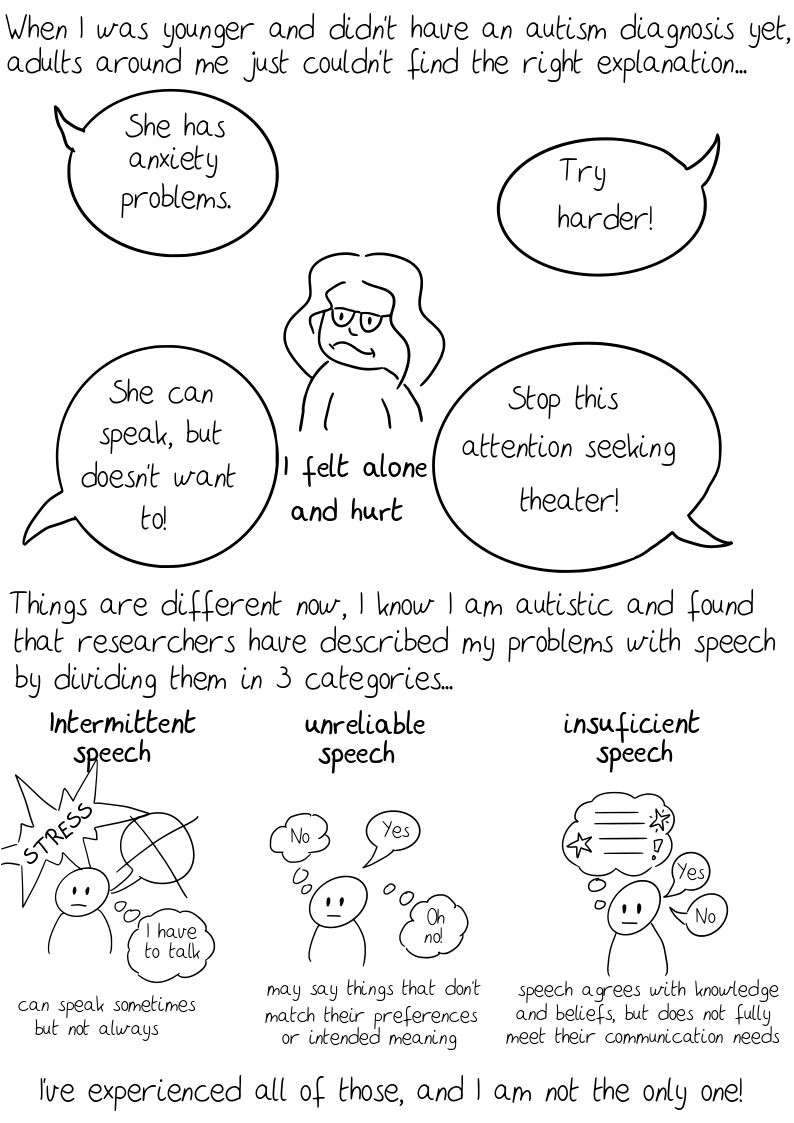 When I was younger and didn't have an autism diagnosis yet,
adults around me just couldn't find the right explanation...
She has
anxiety
problems.
Try
harder!
She can
speak, but
doesn't want
to!
I felt alone
and hurt
Stop this
attention seeking
theater!
Things are different now, I know I am autistic and found
that researchers have described my problems with speech
by dividing them in 3 categories...
Intermittent
speech
STRESS
I have
to talk
can speak sometimes
but not always
unreliable
speech
No
Yes
Oh
no!
may say things that don't
match their preferences
or intended meaning
insuficient
speech
!
Yes
No
speech agrees with knowledge
and beliefs, but does not fully
meet their communication needs
I've experienced all of those, and I am not the only one!